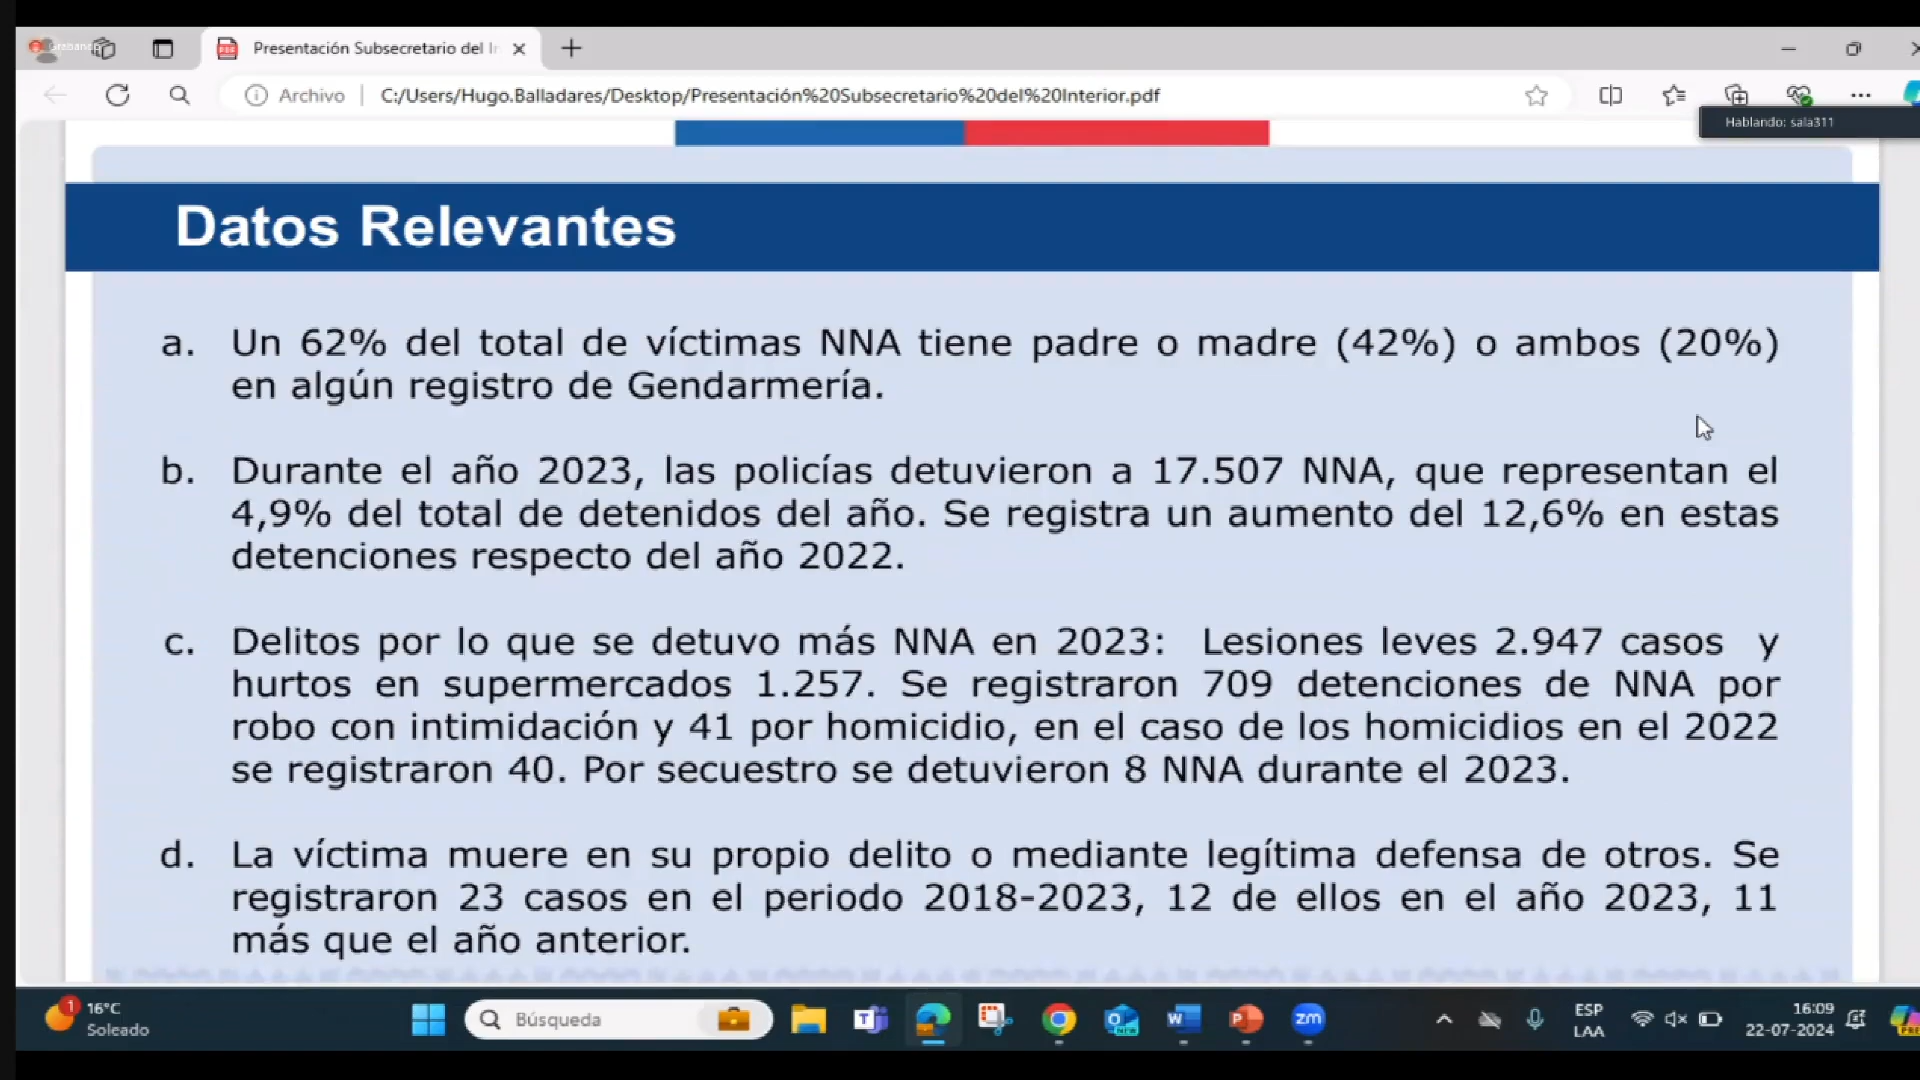 Grabando
Presentación Subsecretario del In
Archivo
C:/Users/Hugo.Balladares/Desktop/Presentación%20Subsecretario%20del%20Interior.pdf
Hablando: sala311
Datos Relevantes
a. Un 62% del total de víctimas NNA tiene padre o madre (42%) o ambos (20%)
en algún registro de Gendarmería.
b. Durante el año 2023, las policías detuvieron a 17.507 NNA, que representan el
4,9% del total de detenidos del año. Se registra un aumento del 12,6% en estas
detenciones respecto del año 2022.
c. Delitos por lo que se detuvo más NNA en 2023: Lesiones leves 2.947 casos y
hurtos en supermercados 1.257. Se registraron 709 detenciones de NNA por
robo con intimidación y 41 por homicidio, en el caso de los homicidios en el 2022
se registraron 40. Por secuestro se detuvieron 8 NNA durante el 2023.
d. La víctima muere en su propio delito o mediante legítima defensa de otros. Se
registraron 23 casos en el periodo 2018-2023, 12 de ellos en el año 2023, 11
más que el año anterior.
1
16°C
Soleado
Búsqueda
zm
ESP
LAA
16:09
22-07-2024